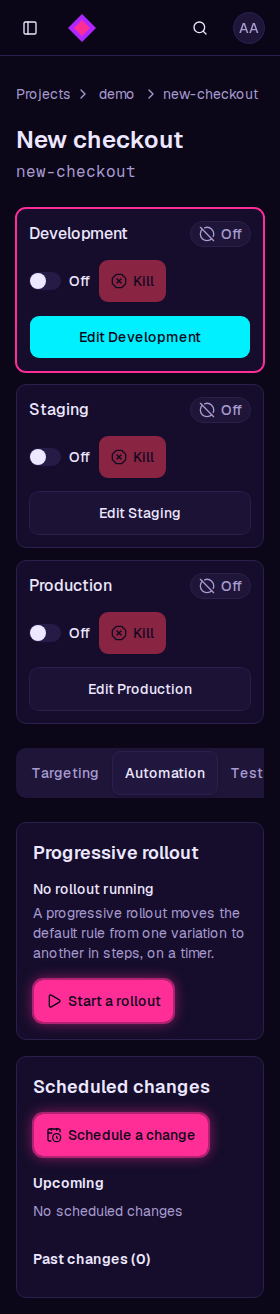 AA
Projects > demo > new-checkout
New checkout
new-checkout
Development Off
Off Kill
Edit Development
Staging Off
Off Kill
Edit Staging
Production Off
Off Kill
Edit Production
Targeting Automation Test
Progressive rollout
No rollout running
A progressive rollout moves the
default rule from one variation to
another in steps, on a timer.
Start a rollout
Scheduled changes
Schedule a change
Upcoming
No scheduled changes
Past changes (0)